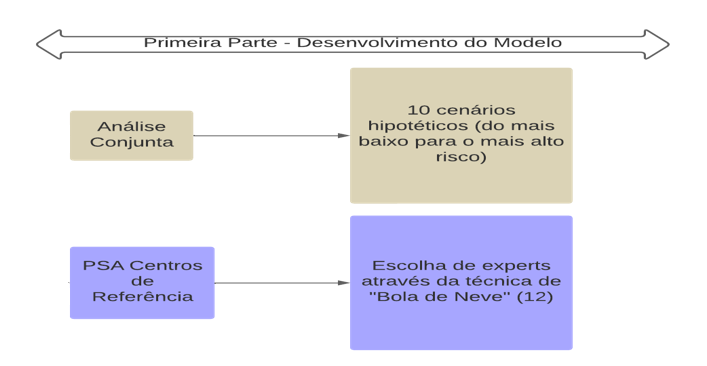 Primeira Parte - Desenvolvimento do Modelo
Análise
Conjunta
10 cenários
hipotéticos (do mais
baixo para o mais alto
risco)
PSA Centros
de
Referência
Escolha de experts
através da técnica de
"Bola de Neve" (12)